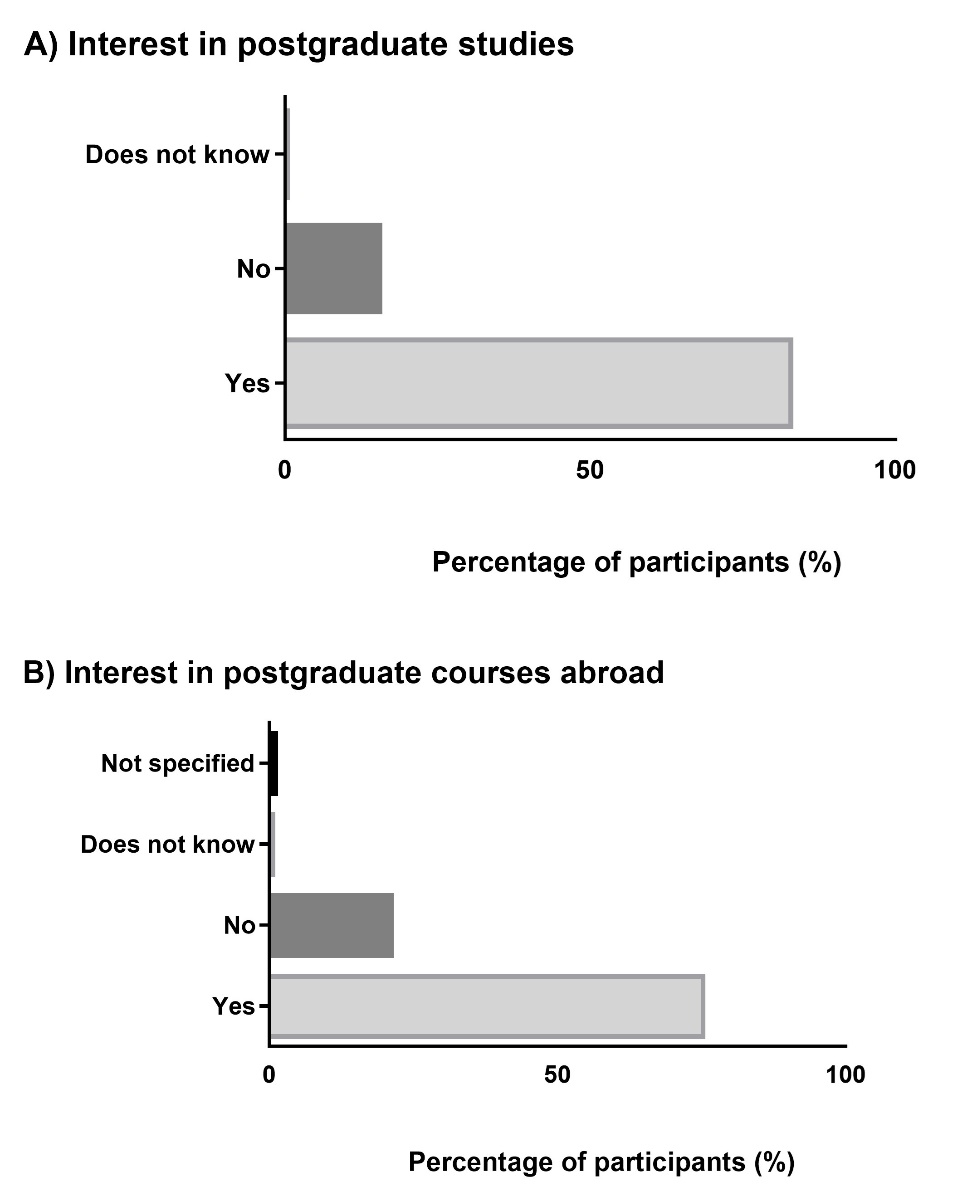 A) Interest in postgraduate studies
Does not know
No
Yes
0 50 100
Percentage of participants (%)
B) Interest in postgraduate courses abroad
Not specified
Does not know
No
Yes
0 50 100
Percentage of participants (%)